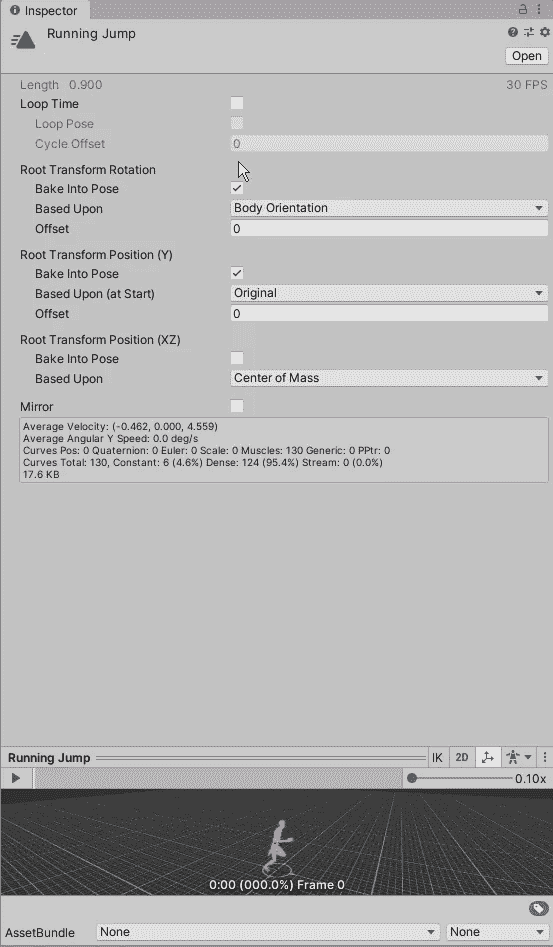 Inspector
Running Jump
Open
Length 0.900 30 FPS
Loop Time
Loop Pose
Cycle Offset 0
Root Transform Rotation
Bake Into Pose
Based Upon Body Orientation
Offset 0
Root Transform Position (Y)
Bake Into Pose
Based Upon (at Start) Original
Offset 0
Root Transform Position (XZ)
Bake Into Pose
Based Upon Center of Mass
Mirror
Average Velocity: (-0.462, 0.000, 4.559)
Average Angular Y Speed: 0.0 deg/s
Curves Pos: 0 Quaternion: 0 Euler: 0 Scale: 0 Muscles: 130 Generic: 0 PPtr: 0
Curves Total: 130, Constant: 6 (4.6%) Dense: 124 (95.4%) Stream: 0 (0.0%)
17.6 KB
Running Jump IK 2D
0.10x
0:00 (000.0%) Frame 0
AssetBundle None None